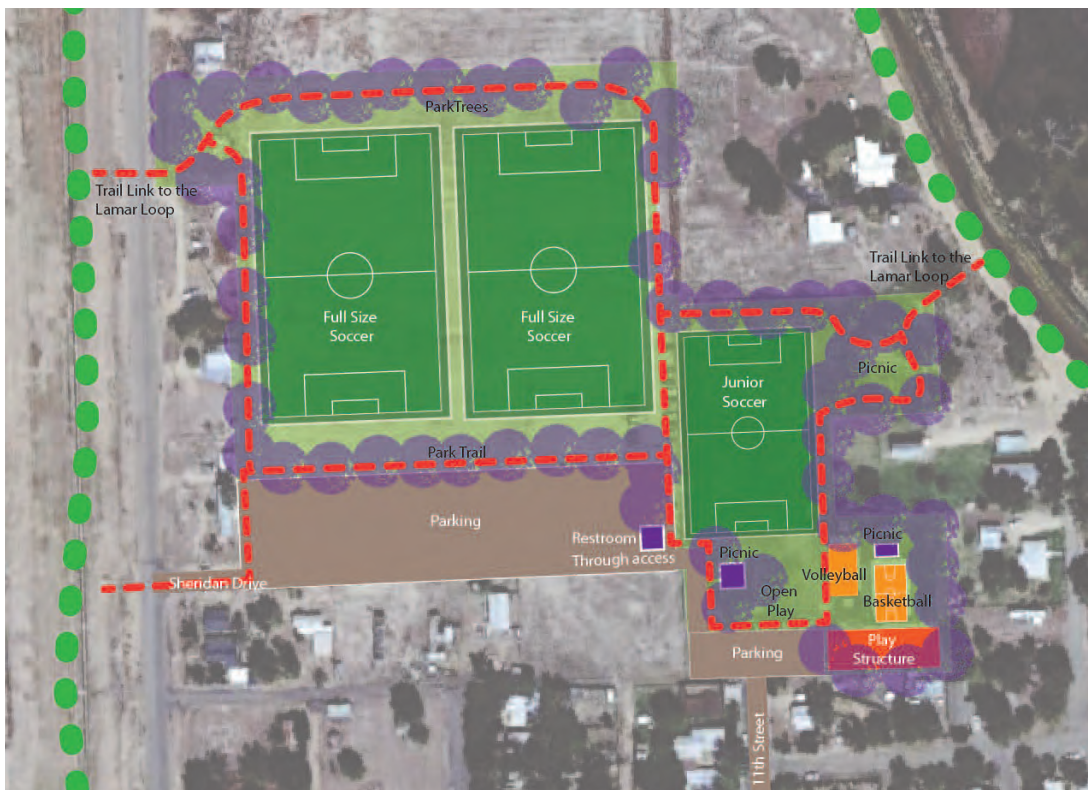 ParkTrees
Trail Link to the
Lamar Loop
Trail Link to the
Lamar Loop
Full Size
Soccer
Full Size
Soccer
Picnic
Junior
Soccer
Park Trail
Parking
Restroom
Through access
Picnic
Picnic
Volleyball
Sheridan Drive
Open
Play
Basketball
Parking
Play
Structure
11th Street